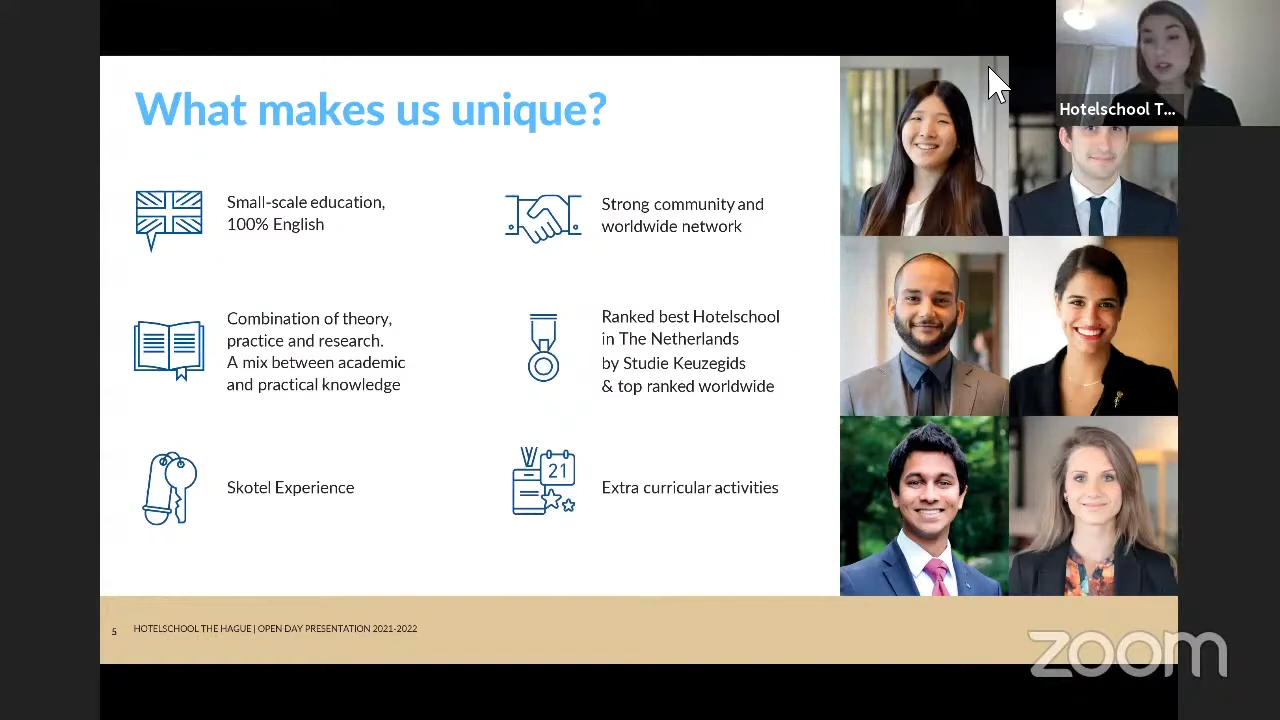 What makes us unique?
Small-scale education,
100% English
Strong community and
worldwide network
Combination of theory,
practice and research.
A mix between academic
and practical knowledge
Ranked best Hotelschool
in The Netherlands
by Studie Keuzegids
& top ranked worldwide
Skotel Experience
21
Extra curricular activities
5 HOTELSCHOOL THE HAGUE | OPEN DAY PRESENTATION 2021-2022
Hotelschool T...
zoom